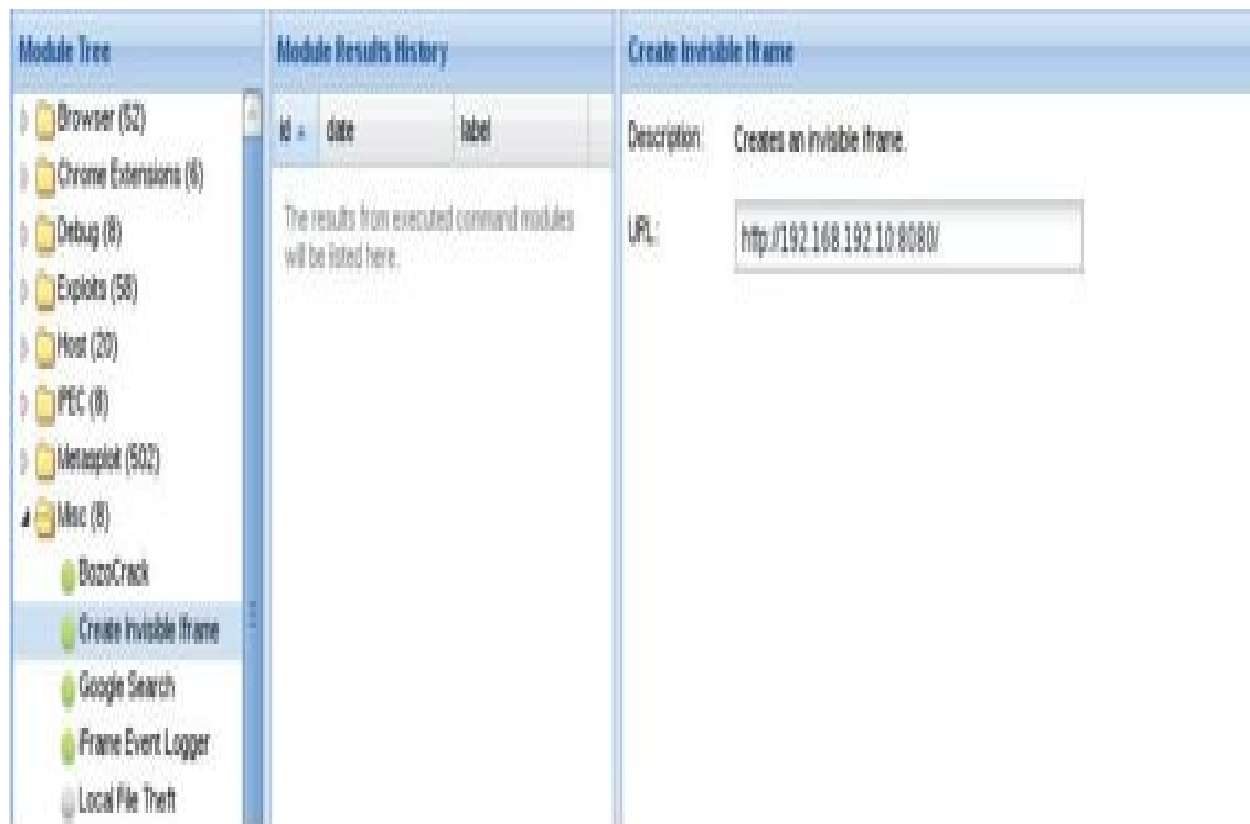 Module Tree
Browser (52)
Chrome Extensions (6)
Debug (8)
Exploits (58)
Host (20)
IPEC (8)
Metasploit (502)
Misc (8)
BozoCrack
Create Invisible Iframe
Google Search
iFrame Event Logger
Local File Theft
Module Results History
id date label
The results from executed command modules
will be listed here.
Create Invisible Iframe
Description: Creates an invisible iframe.
URL: http://192.168.192.10:8080/